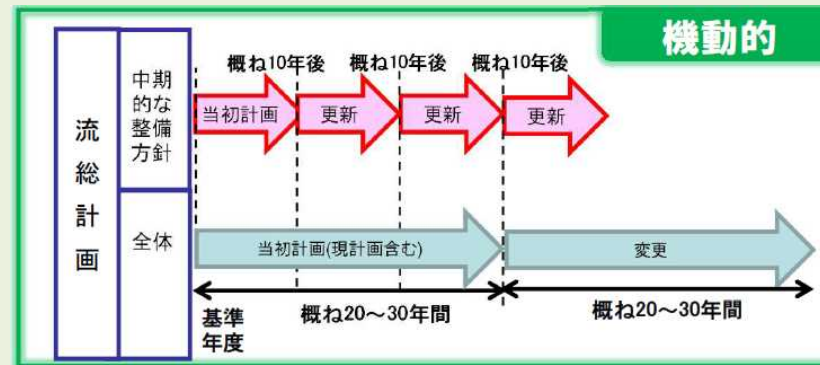 機動的
流総計画
中期的な整備方針
概ね10年後 概ね10年後 概ね10年後
当初計画 更新 更新 更新
全体
当初計画(現計画含む) 変更
基準年度
概ね20～30年間 概ね20～30年間